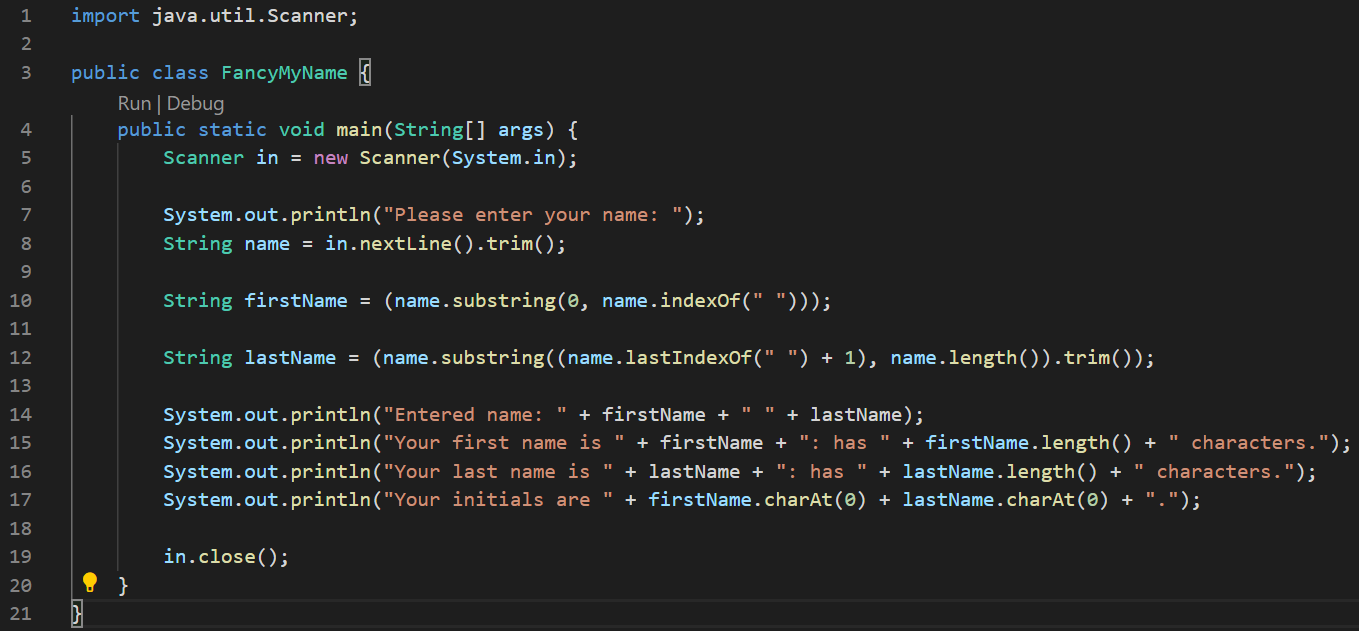 1 import java.util.Scanner;
2
3 public class FancyMyName {
Run | Debug
4 public static void main(String[] args) {
5 Scanner in = new Scanner(System.in);
6
7 System.out.println("Please enter your name: ");
8 String name = in.nextLine().trim();
9
10 String firstName = (name.substring(0, name.indexOf(" ")));
11
12 String lastName = (name.substring((name.lastIndexOf(" ") + 1), name.length()).trim());
13
14 System.out.println("Entered name: " + firstName + " " + lastName);
15 System.out.println("Your first name is " + firstName + ": has " + firstName.length() + " characters.");
16 System.out.println("Your last name is " + lastName + ": has " + lastName.length() + " characters.");
17 System.out.println("Your initials are " + firstName.charAt(0) + lastName.charAt(0) + ".");
18
19 in.close();
20 }
21 }